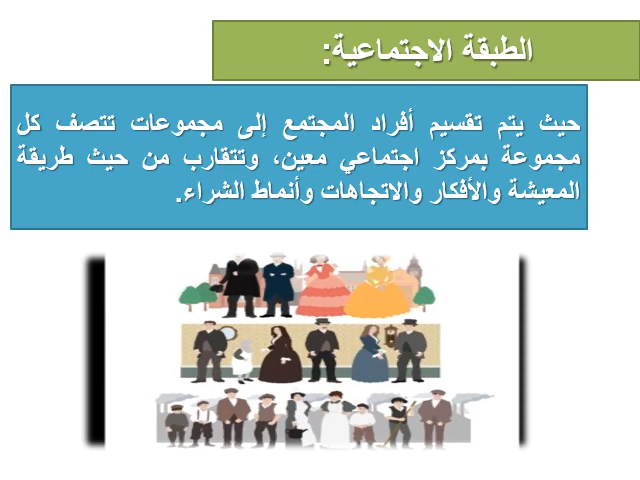 الطبقة الاجتماعية:
حيث يتم تقسيم أفراد المجتمع إلى مجموعات تتصف كل
مجموعة بمركز اجتماعي معين، وتتقارب من حيث طريقة
المعيشة والأفكار والاتجاهات وأنماط الشراء.